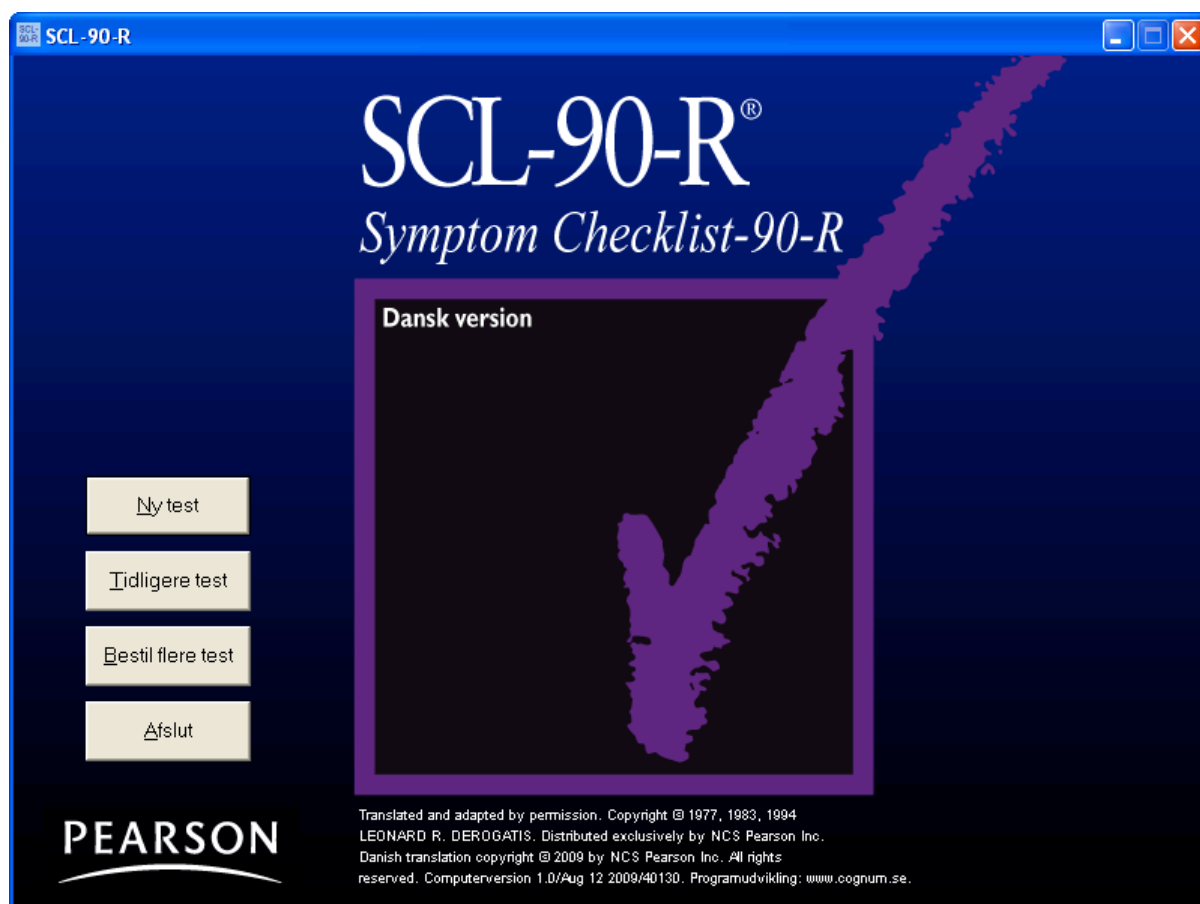 SCL-90-R
SCL-90-R
SCL-90-R®
Symptom Checklist-90-R
Dansk version
Ny test
Tidligere test
Bestil flere test
Afslut
PEARSON
Translated and adapted by permission. Copyright © 1977, 1983, 1994
LEONARD R. DEROGATIS. Distributed exclusively by NCS Pearson Inc.
Danish translation copyright © 2009 by NCS Pearson Inc. All rights
reserved. Computerversion 1.0/Aug 12 2009/40130. Programudvikling: www.cognum.se.